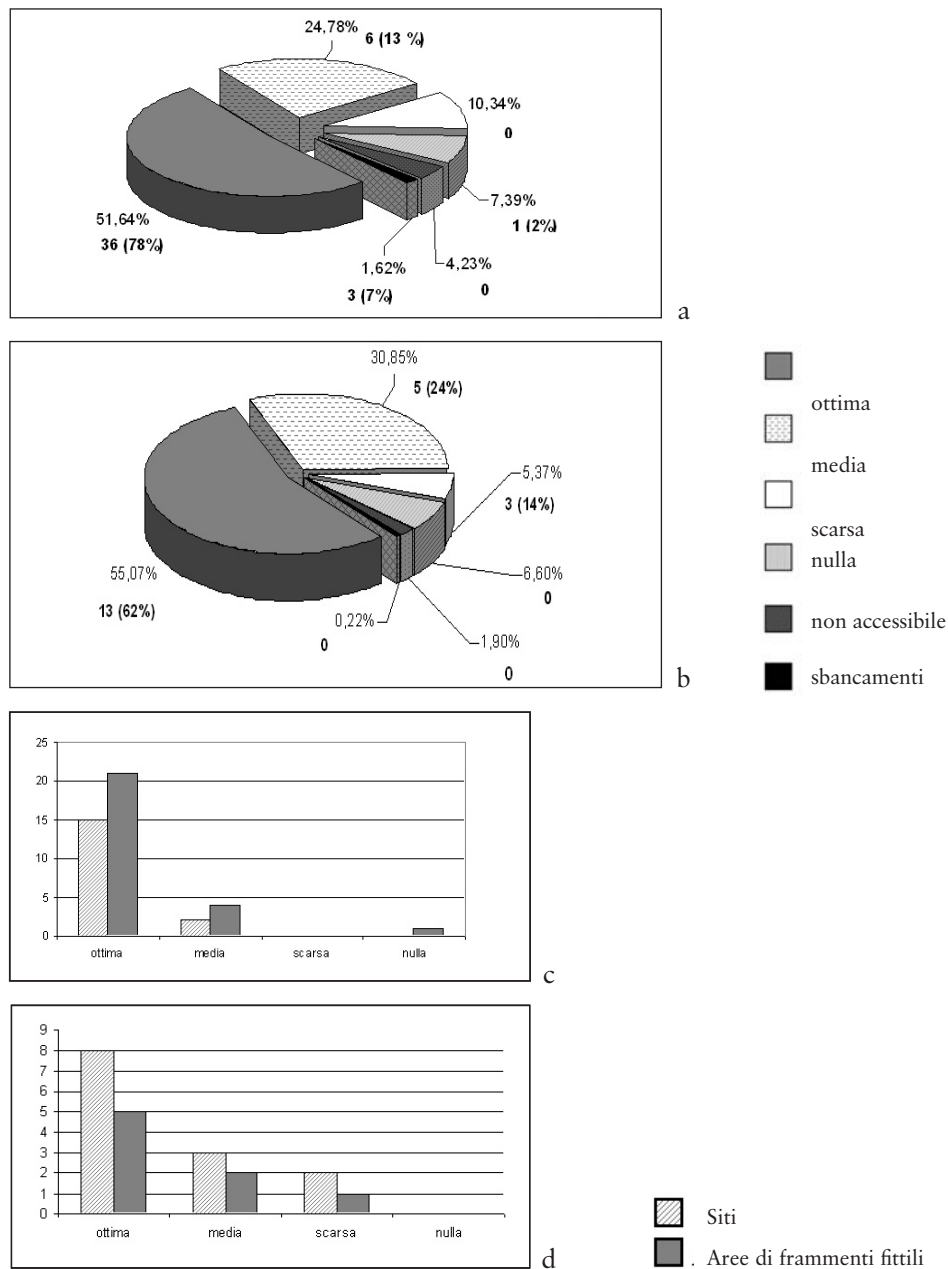 24,78% 6 (13 %)
10,34%
0
7,39%
1 (2%)
4,23%
0
1,62%
3 (7%)
51,64%
36 (78%)
a
30,85%
5 (24%)
5,37%
3 (14%)
6,60%
0
1,90%
0
0,22%
0
55,07%
13 (62%)
b
ottima
media
scarsa
nulla
non accessibile
sbancamenti
25
20
15
10
5
0
ottima media scarsa nulla
c
9
8
7
6
5
4
3
2
1
0
ottima media scarsa nulla
d
Siti
. Aree di frammenti fittili